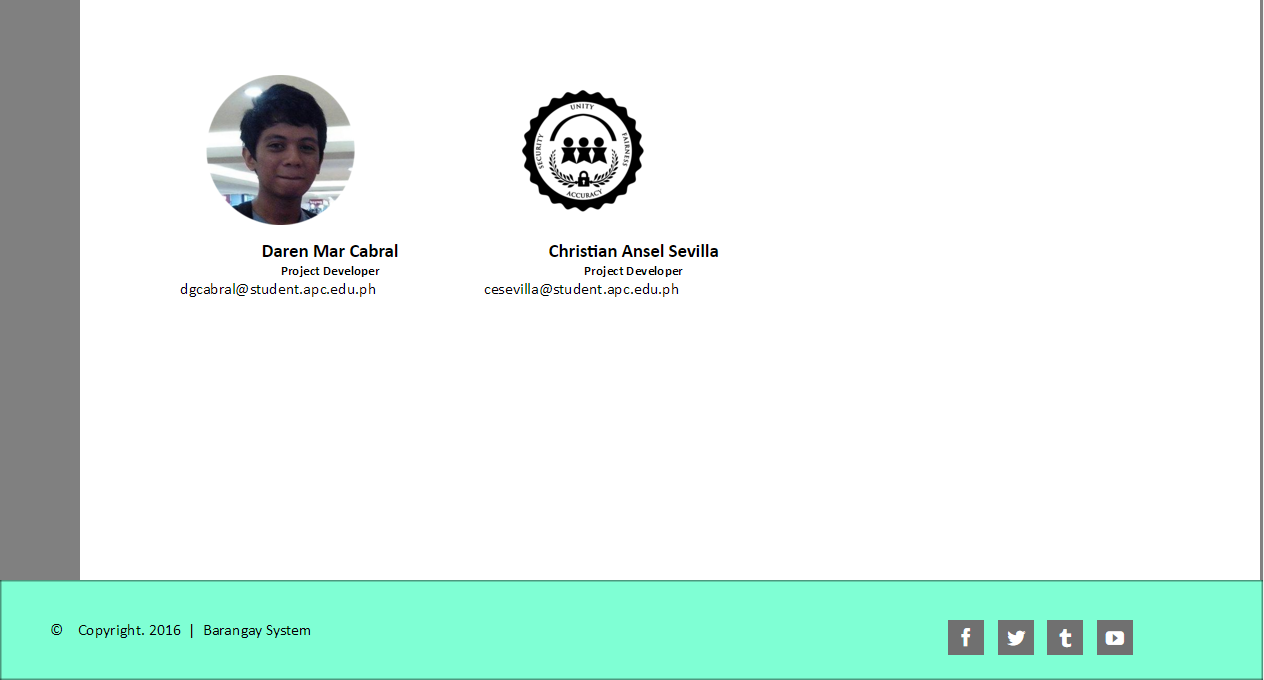 UNITY
SECURITY
FAIRNESS
ACCURACY
Daren Mar Cabral
Christian Ansel Sevilla
Project Developer
Project Developer
dgcabral@student.apc.edu.ph
cesevilla@student.apc.edu.ph
© Copyright. 2016 | Barangay System